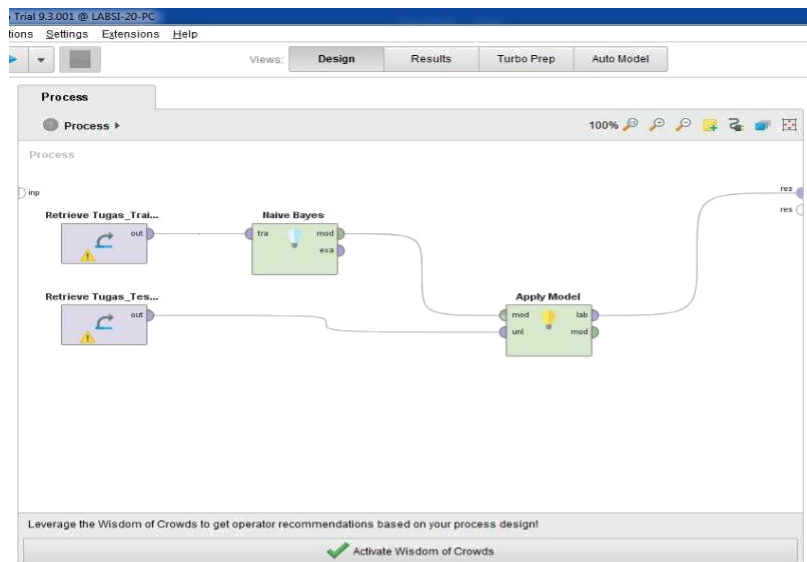 Trial 9.3.001 @ LABSI-20-PC
tions Settings Extensions Help
Views: Design Results Turbo Prep Auto Model
Process
Process
100%
Process
inp
res
res
Retrieve Tugas_Trai...
out
Naive Bayes
tra mod
exa
Retrieve Tugas_Tes...
out
Apply Model
mod lab
unl mod
Leverage the Wisdom of Crowds to get operator recommendations based on your process design!
Activate Wisdom of Crowds